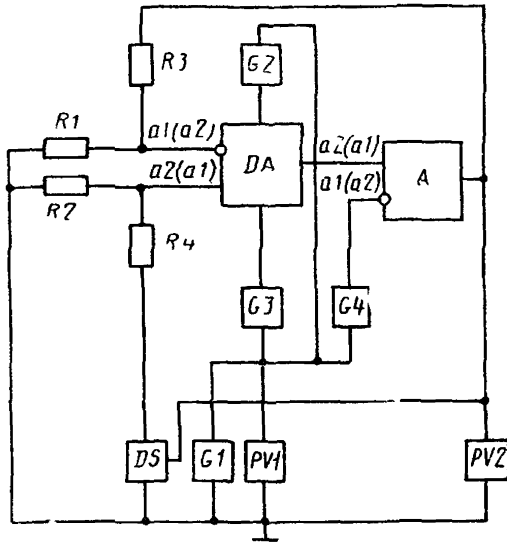 R3
G2
R1
a1(a2)
DA
a2(a1)
A
a2(a1)
a1(a2)
R2
R4
G3
G4
DS
G1
PV1
PV2